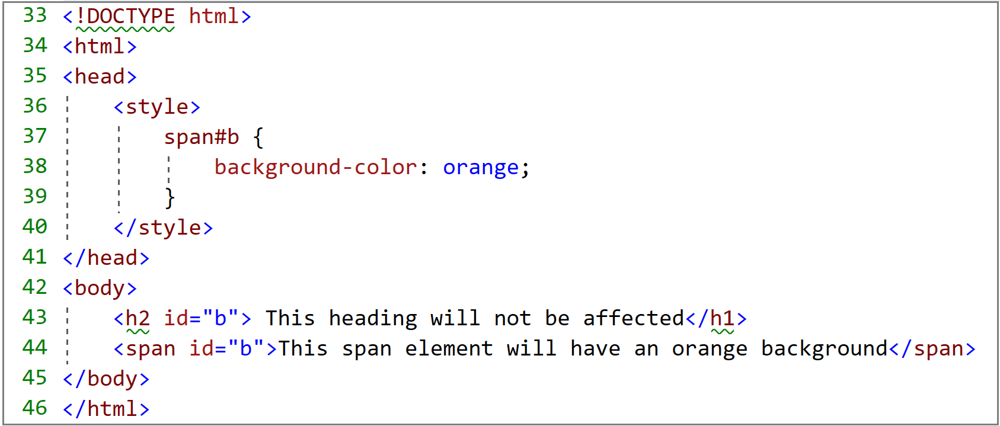 33 <!DOCTYPE html>
34 <html>
35 <head>
36     <style>
37         span#b {
38             background-color: orange;
39         }
40     </style>
41 </head>
42 <body>
43     <h2 id="b"> This heading will not be affected</h1>
44     <span id="b">This span element will have an orange background</span>
45 </body>
46 </html>